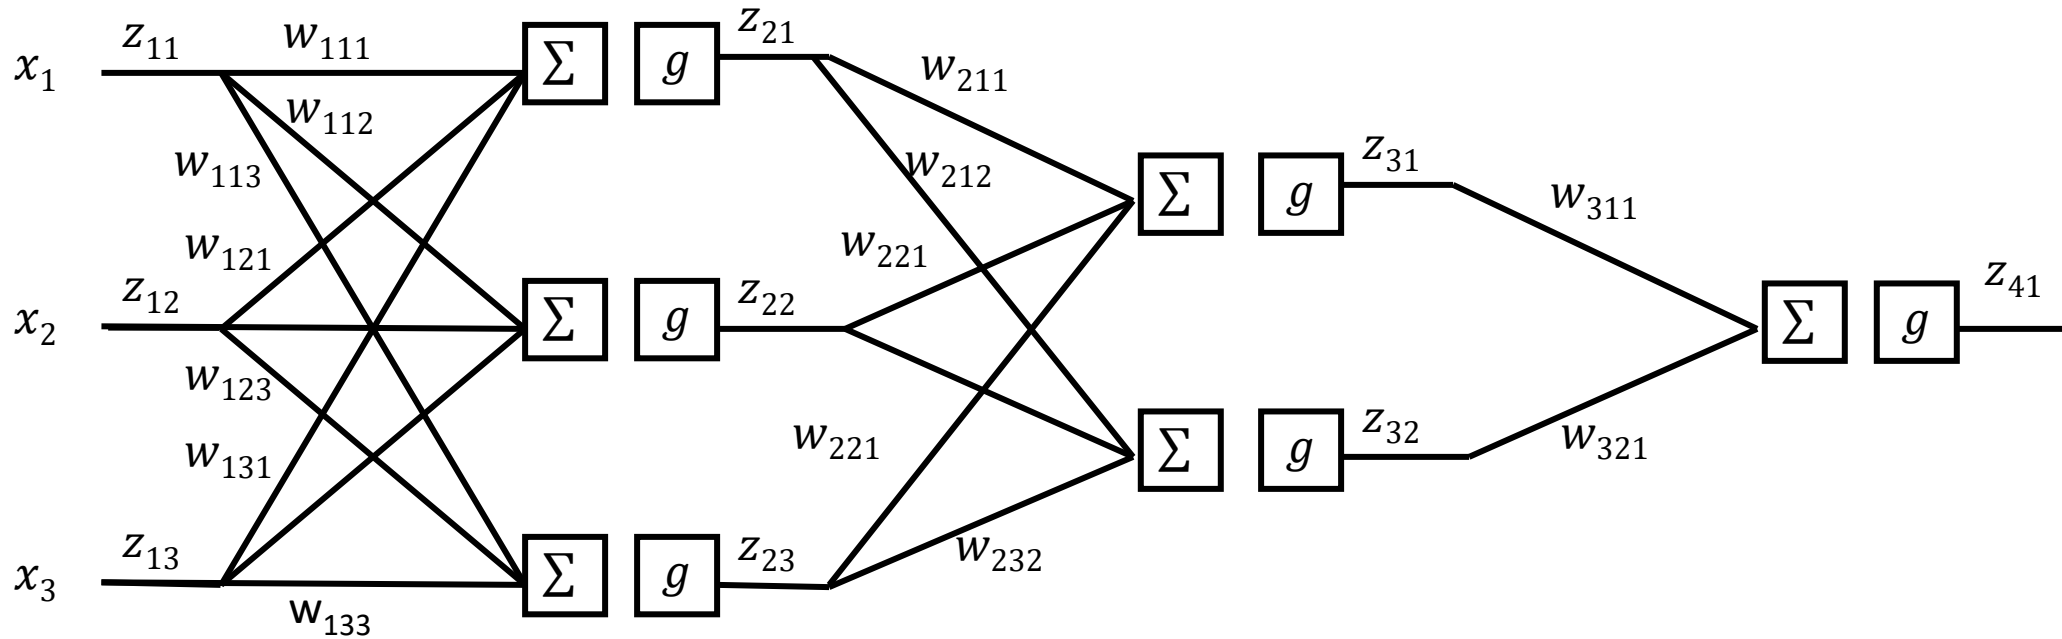 x₁ z₁₁ w₁₁₁ Σ g z₂₁
w₁₁₂
w₁₁₃
w₂₁₁
w₂₁₂
Σ g z₃₁
w₃₁₁
w₁₂₁
w₂₂₁
x₂ z₁₂ Σ g z₂₂
Σ g z₄₁
w₁₂₃
w₁₃₁
w₂₂₁
Σ g z₃₂
w₃₂₁
x₃ z₁₃ Σ g z₂₃
w₂₃₂
w₁₃₃